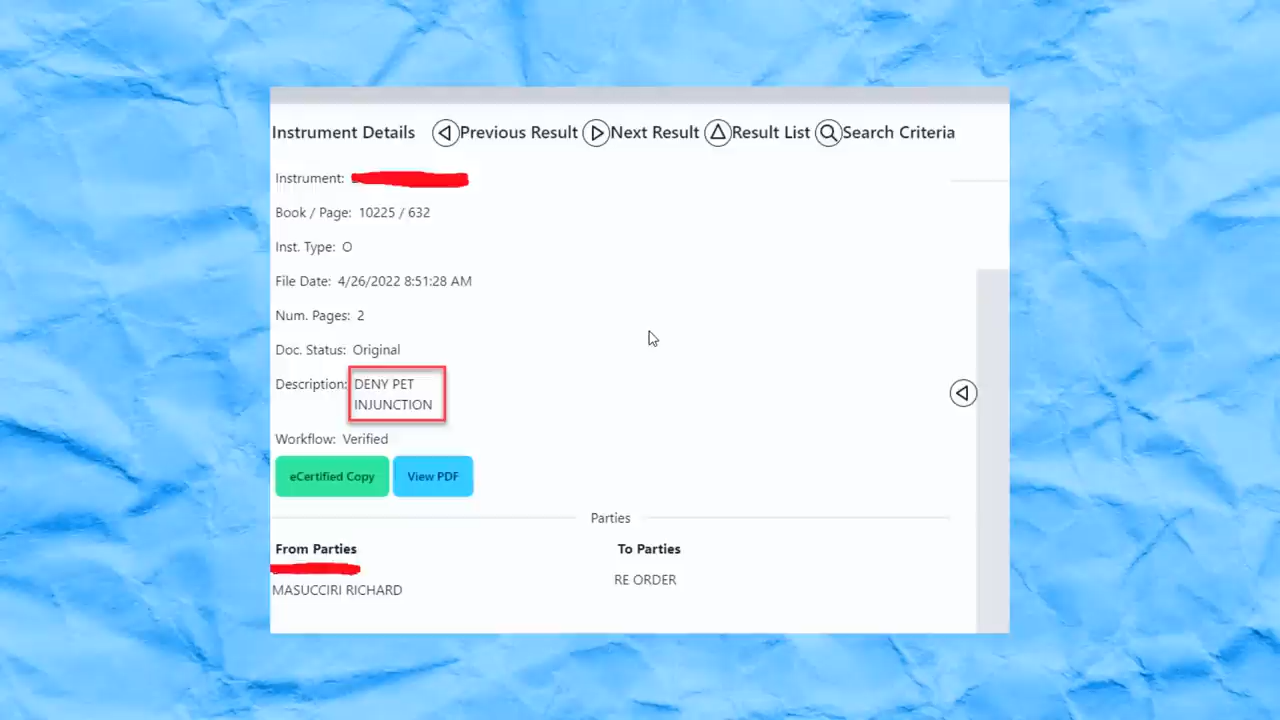 Instrument Details Previous Result Next Result Result List Search Criteria
Instrument:
Book / Page: 10225 / 632
Inst. Type: O
File Date: 4/26/2022 8:51:28 AM
Num. Pages: 2
Doc. Status: Original
Description: DENY PET
INJUNCTION
Workflow: Verified
eCertified Copy View PDF
Parties
From Parties To Parties
RE ORDER
MASUCCIRI RICHARD